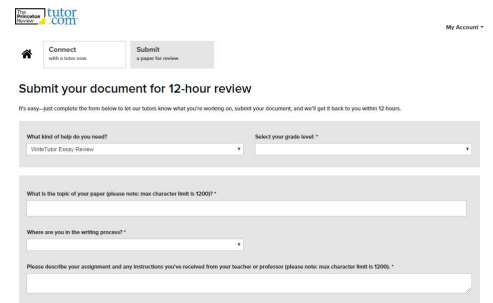 The Princeton Review tutor.com
My Account
Connect
with a tutor now
Submit
a paper for review
Submit your document for 12-hour review
It's easy—just complete the form below to let our tutors know what you're working on, submit your document, and we'll get it back to you within 12 hours.
What kind of help do you need?
Select your grade level: *
WriteTutor Essay Review
What is the topic of your paper (please note: max character limit is 1200)? *
Where are you in the writing process? *
Please describe your assignment and any instructions you've received from your teacher or professor (please note: max character limit is 1200). *